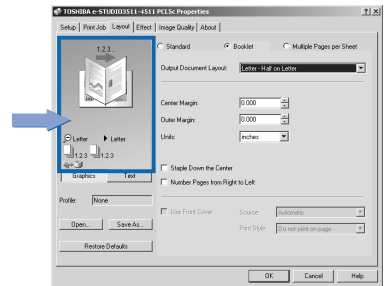 TOSHIBA e-STUDIO3511-4511 PCL5c Properties
Setup Print Job Layout Effect Image Quality About
1.2.3...
Standard Booklet Multiple Pages per Sheet
Output Document Layout: Letter - Half on Letter
Center Margin: 0.000
Outer Margin: 0.000
Units: inches
Letter Letter
1.2.3 1.2.3
Graphics Text
Staple Down the Center
Number Pages from Right to Left
Profile: None
Open... Save As...
Restore Defaults
Use Front Cover Source: Automatic
Print Style: Do not print on page
OK Cancel Help